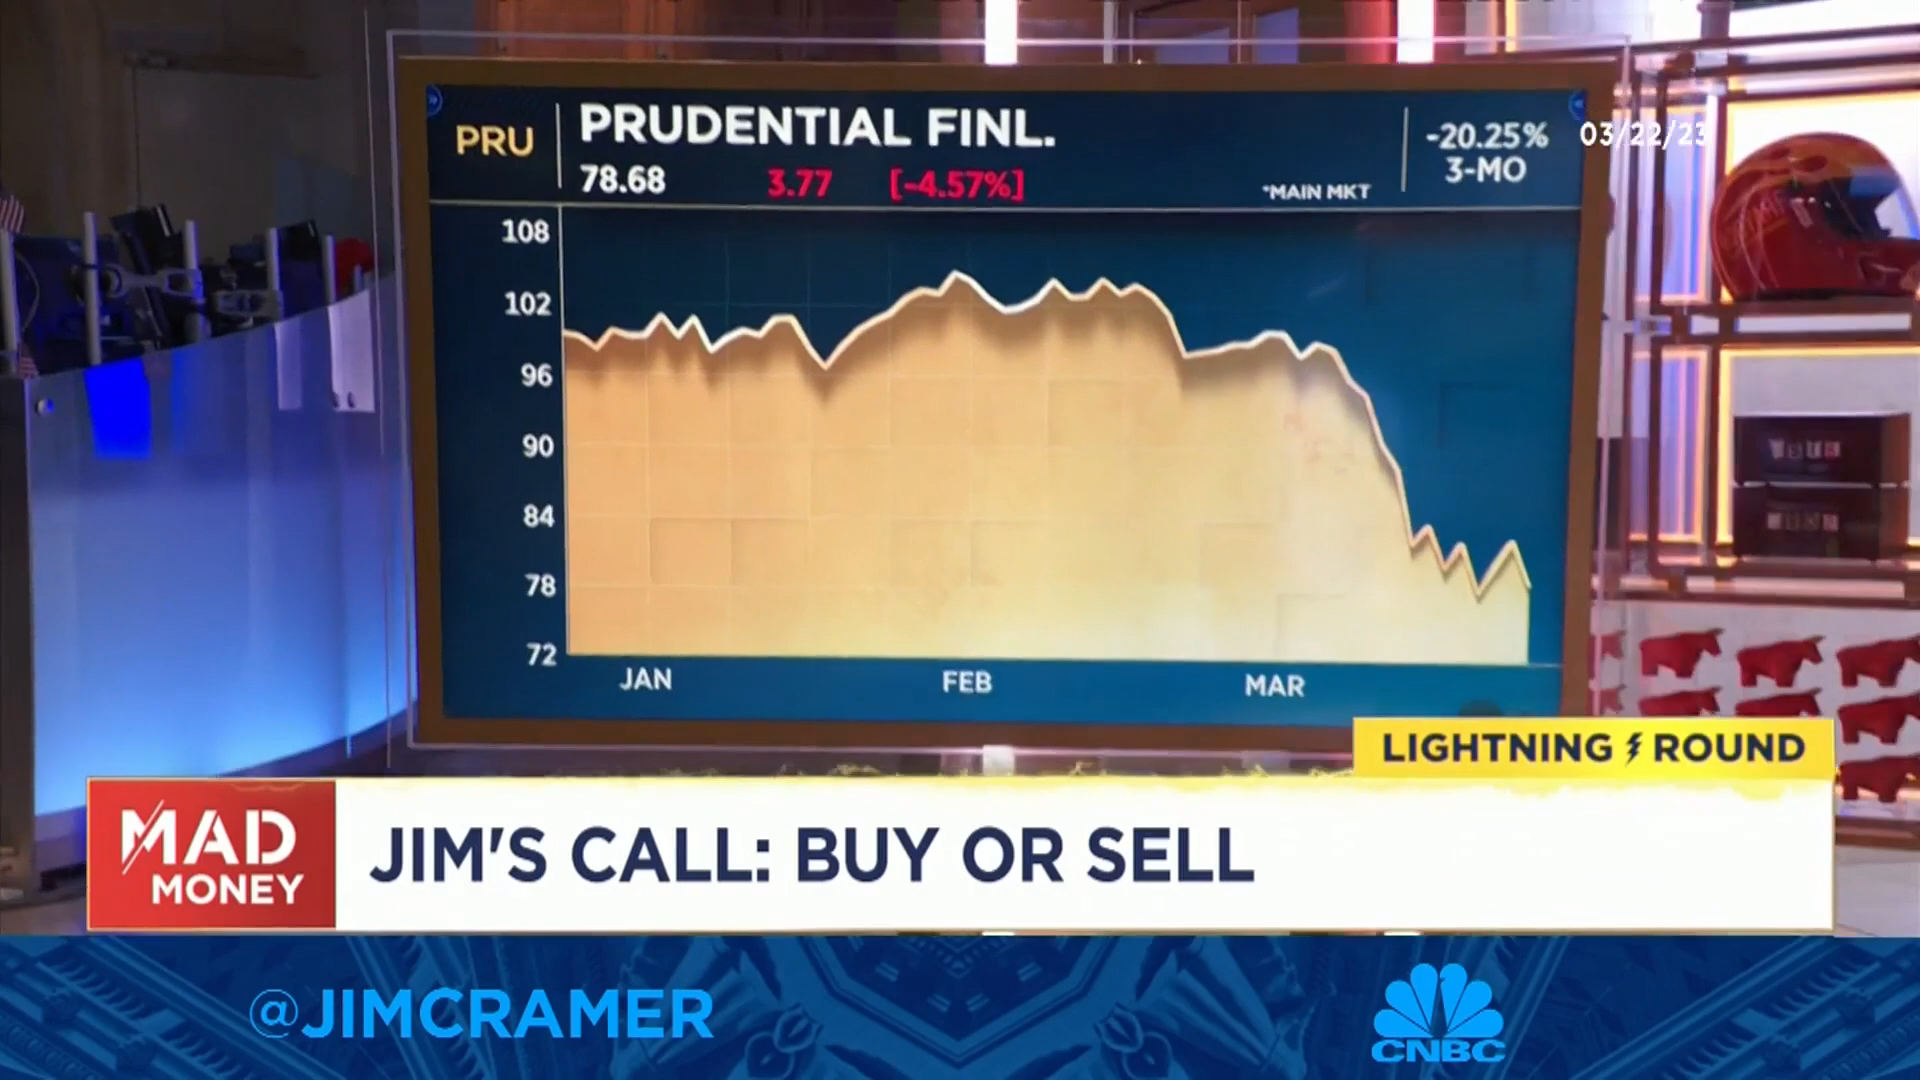 PRU
PRUDENTIAL FINL.
78.68 3.77 [-4.57%]
*MAIN MKT
-20.25%
3-MO
03/22/23
108
102
96
90
84
78
72
JAN FEB MAR
LIGHTNING ROUND
MAD
MONEY
JIM'S CALL: BUY OR SELL
@JIMCRAMER
CNBC